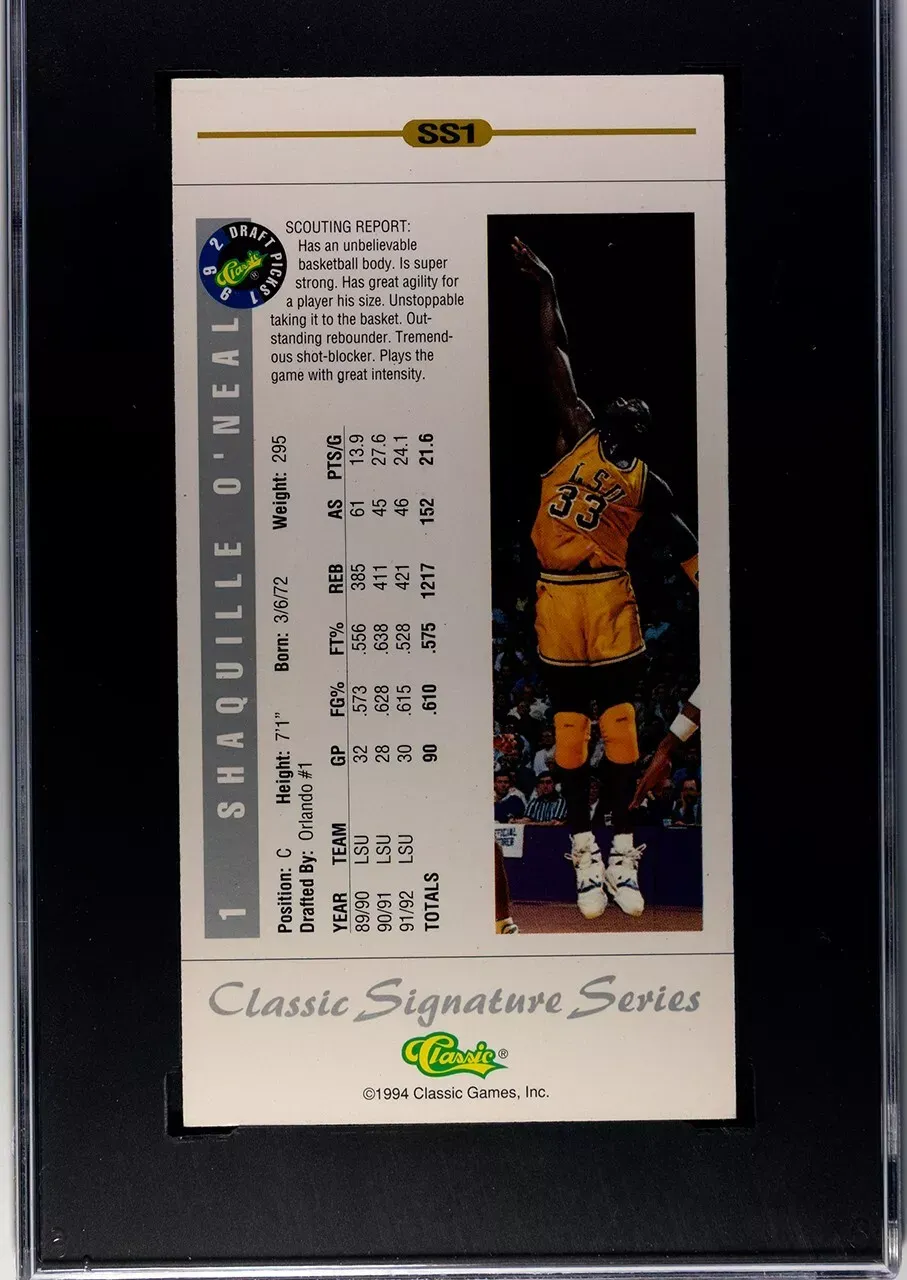 SS1
1992 DRAFT PICKS
Classic®
1 SHAQUILLE O'NEAL
SCOUTING REPORT:
Has an unbelievable
basketball body. Is super
strong. Has great agility for
a player his size. Unstoppable
taking it to the basket. Out-
standing rebounder. Tremend-
ous shot-blocker. Plays the
game with great intensity.
Position: C Height: 7'1" Born: 3/6/72 Weight: 295
Drafted By: Orlando #1
YEAR TEAM GP FG% FT% REB AS PTS/G
89/90 LSU 32 .573 .556 385 61 13.9
90/91 LSU 28 .628 .638 411 45 27.6
91/92 LSU 30 .615 .528 421 46 24.1
TOTALS 90 .610 .575 1217 152 21.6
LSU
33
Classic Signature Series
Classic®
©1994 Classic Games, Inc.